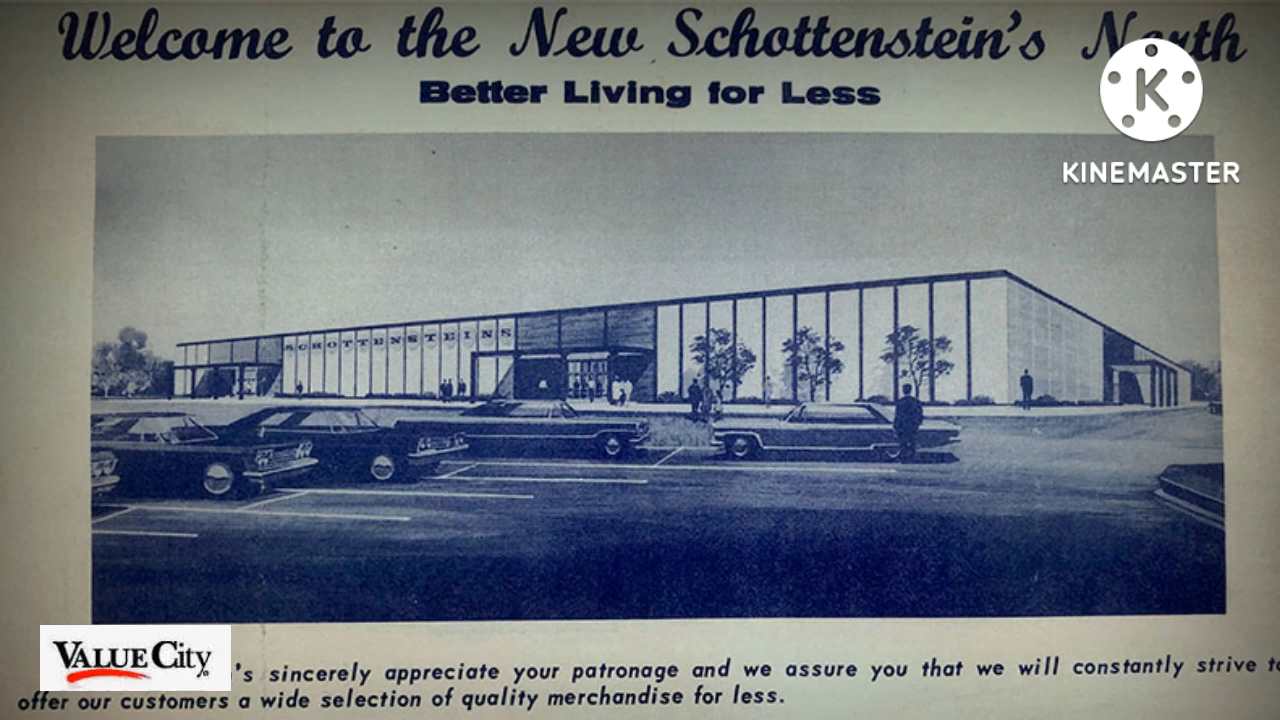 Welcome to the New Schottenstein's North
Better Living for Less
K
KINEMASTER
SCHOTTENSTEINS
VALUE CITY
's sincerely appreciate your patronage and we assure you that we will constantly strive to
offer our customers a wide selection of quality merchandise for less.